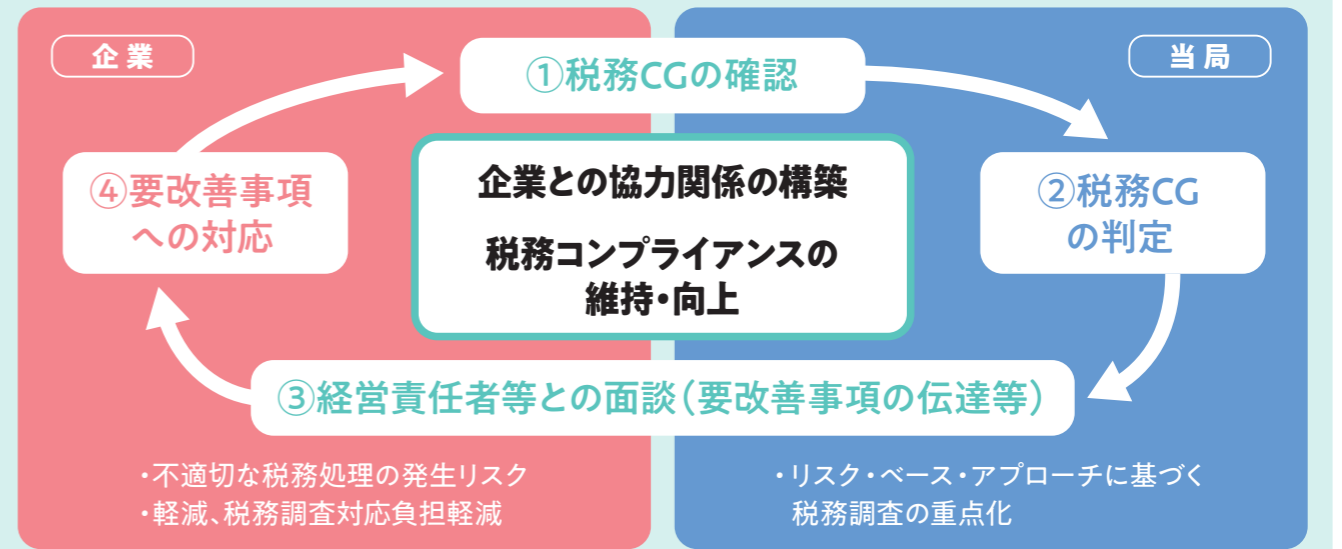 企業
当局
①税務CGの確認
②税務CG
の判定
③経営責任者等との面談（要改善事項の伝達等）
④要改善事項
への対応
企業との協力関係の構築
税務コンプライアンスの
維持・向上
・不適切な税務処理の発生リスク
・軽減、税務調査対応負担軽減
・リスク・ベース・アプローチに基づく
税務調査の重点化